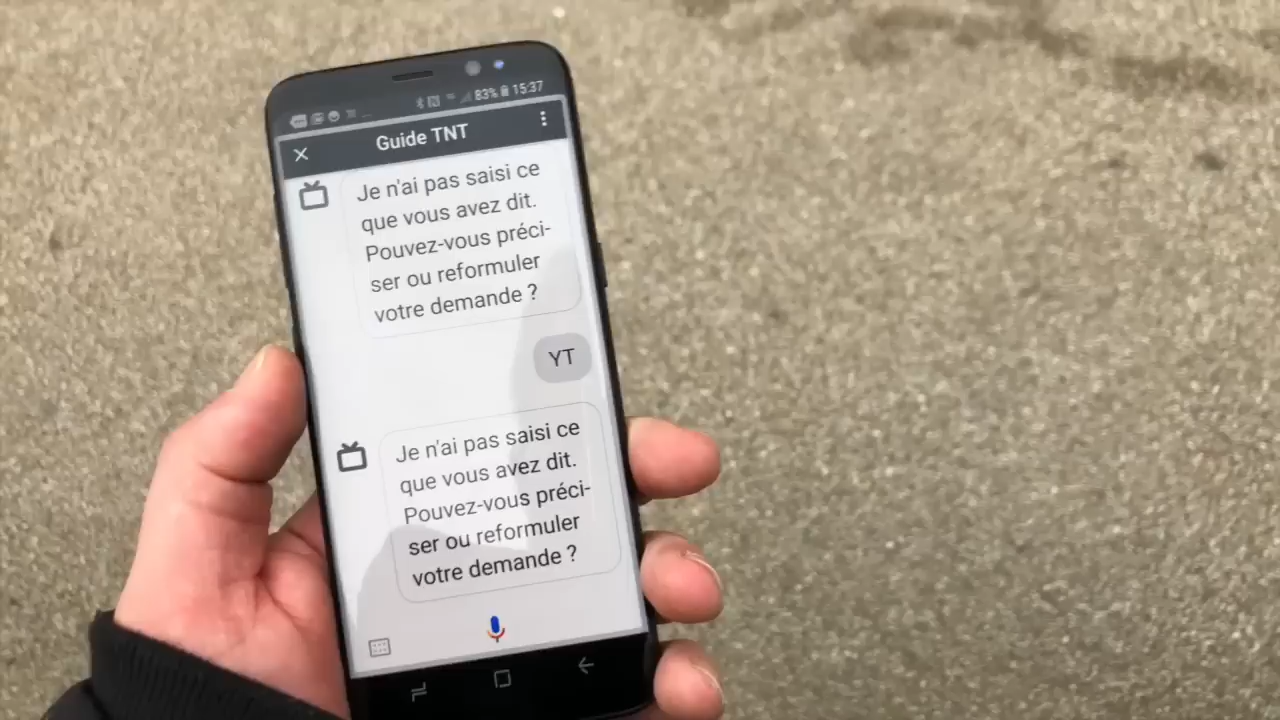 83% 15:37
Guide TNT
Je n'ai pas saisi ce
que vous avez dit.
Pouvez-vous préci-
ser ou reformuler
votre demande ?
YT
Je n'ai pas saisi ce
que vous avez dit.
Pouvez-vous préci-
ser ou reformuler
votre demande ?